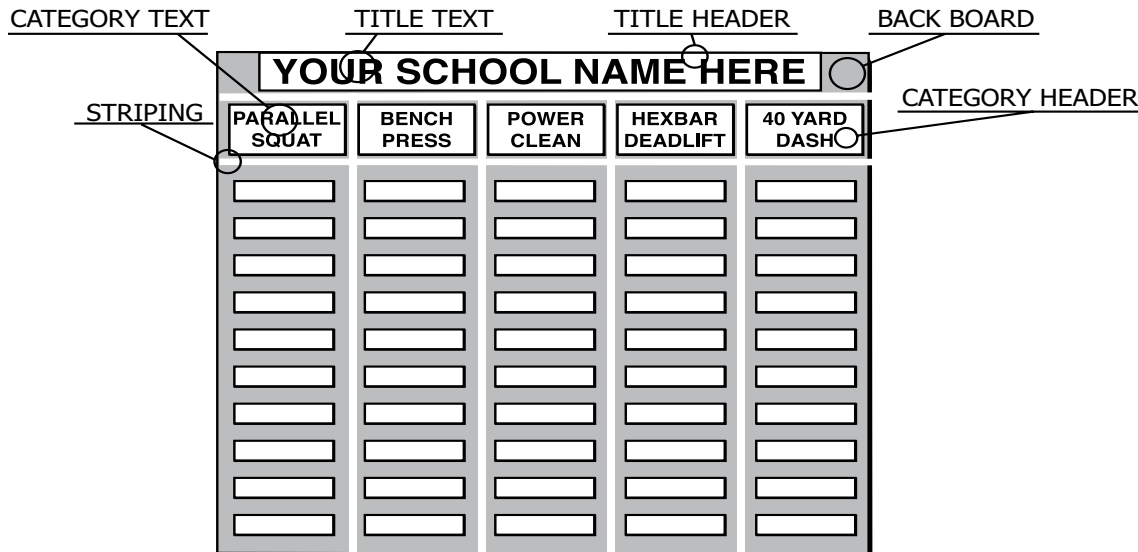 CATEGORY TEXT
TITLE TEXT
TITLE HEADER
BACK BOARD
YOUR SCHOOL NAME HERE
STRIPING
CATEGORY HEADER
PARALLEL
SQUAT
BENCH
PRESS
POWER
CLEAN
HEXBAR
DEADLIFT
40 YARD
DASH